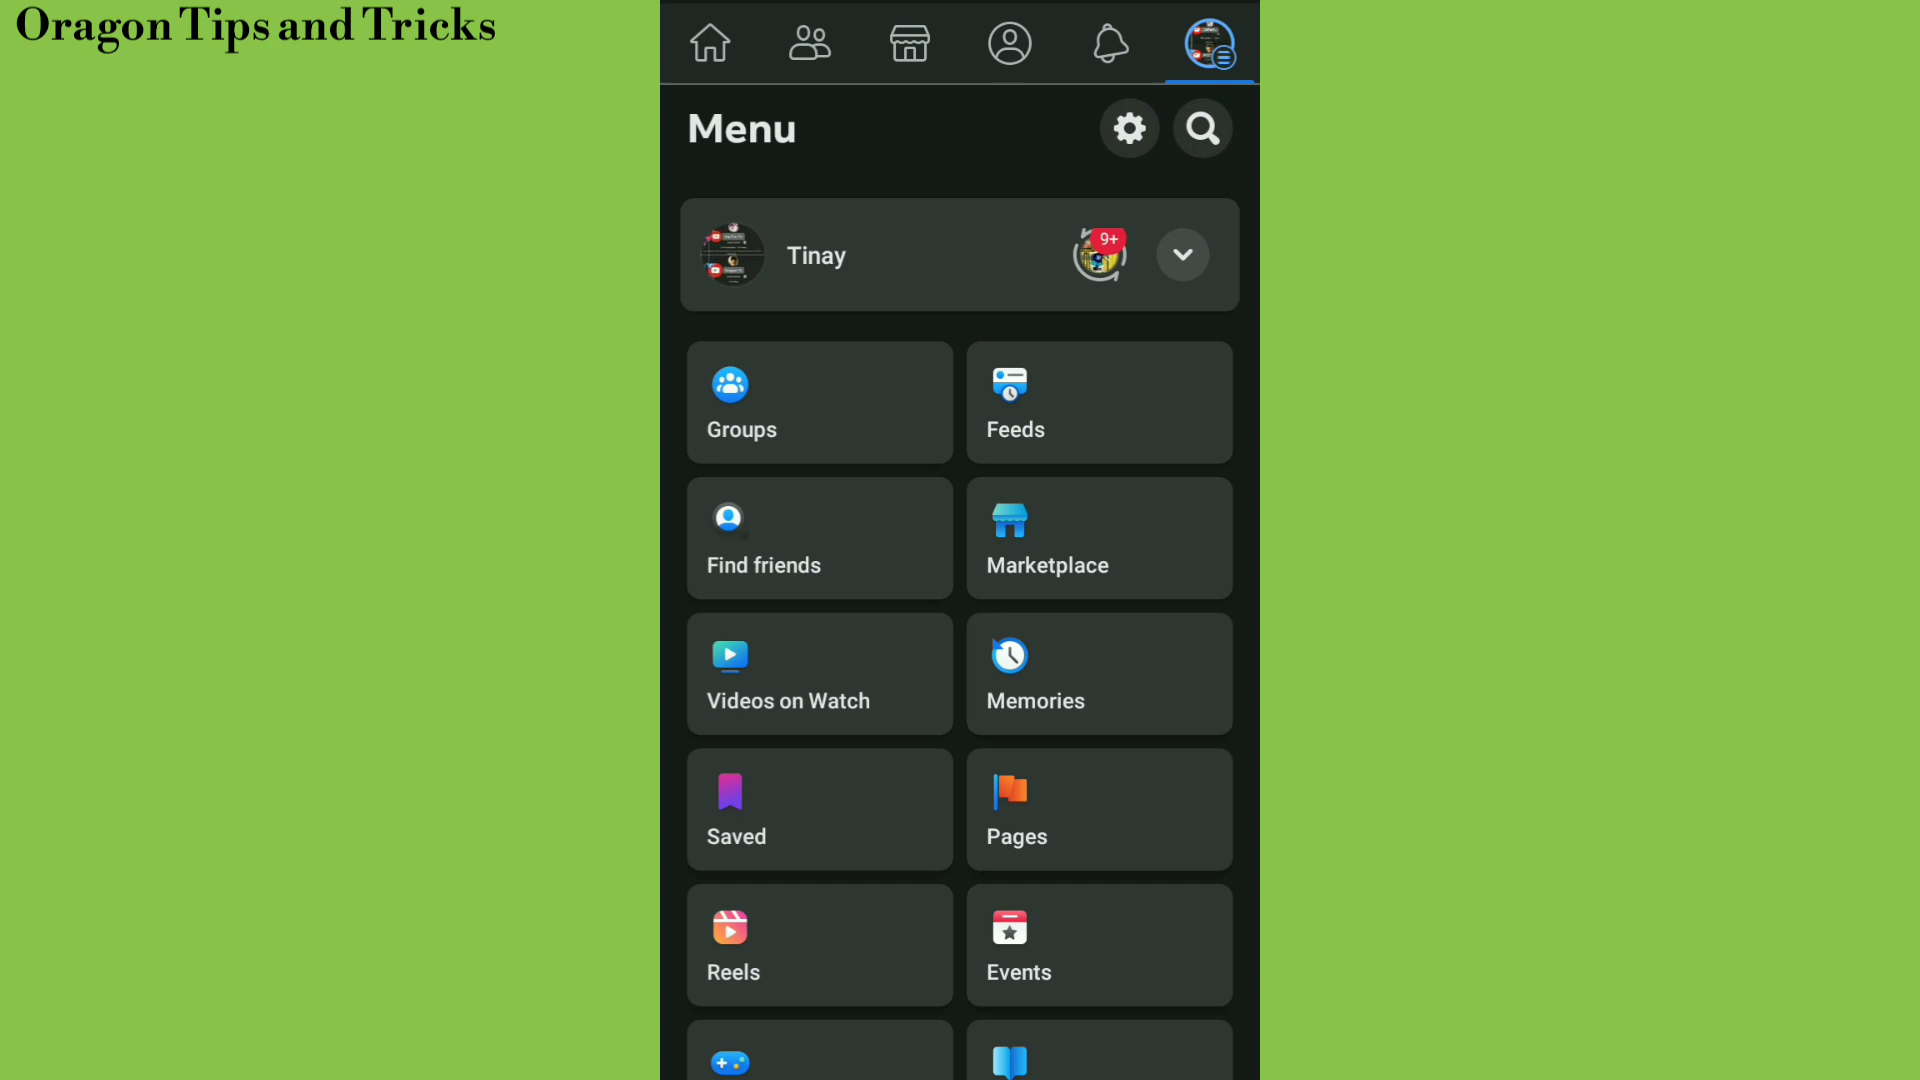 Oragon Tips and Tricks
Menu
Tinay
9+
Groups
Feeds
Find friends
Marketplace
Videos on Watch
Memories
Saved
Pages
Reels
Events